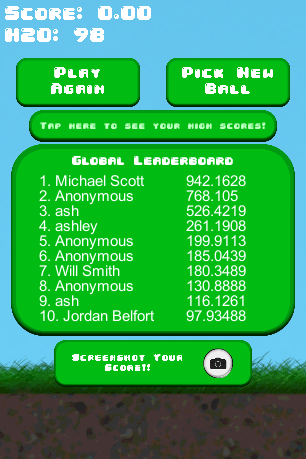 Score: 0.00
H2O: 98
Play Again
Pick New Ball
Tap here to see your high scores!
Global Leaderboard
1. Michael Scott 942.1628
2. Anonymous 768.105
3. ash 526.4219
4. ashley 261.1908
5. Anonymous 199.9113
6. Anonymous 185.0439
7. Will Smith 180.3489
8. Anonymous 130.8888
9. ash 116.1261
10. Jordan Belfort 97.93488
Screenshot Your
Score!!